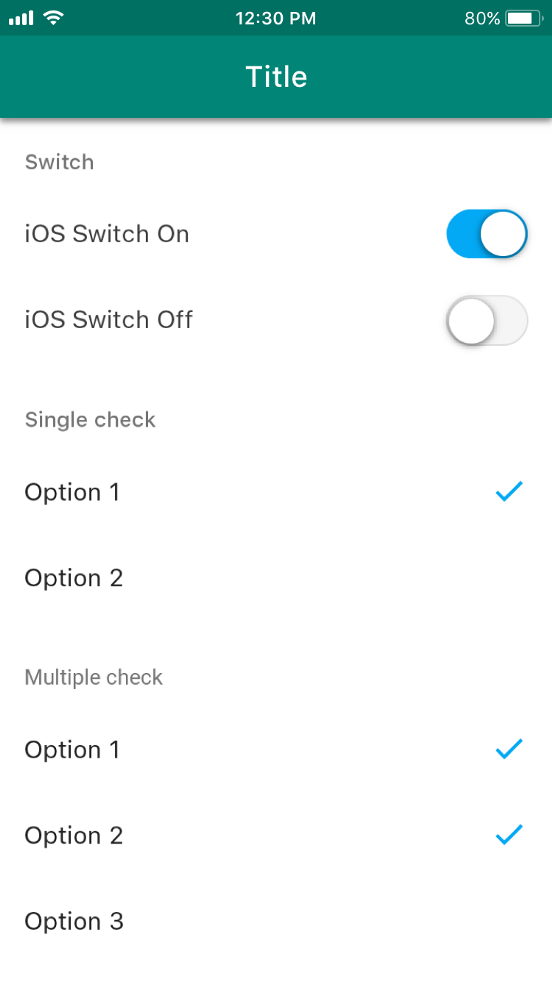 12:30 PM 80%
Title
Switch
iOS Switch On
iOS Switch Off
Single check
Option 1
Option 2
Multiple check
Option 1
Option 2
Option 3